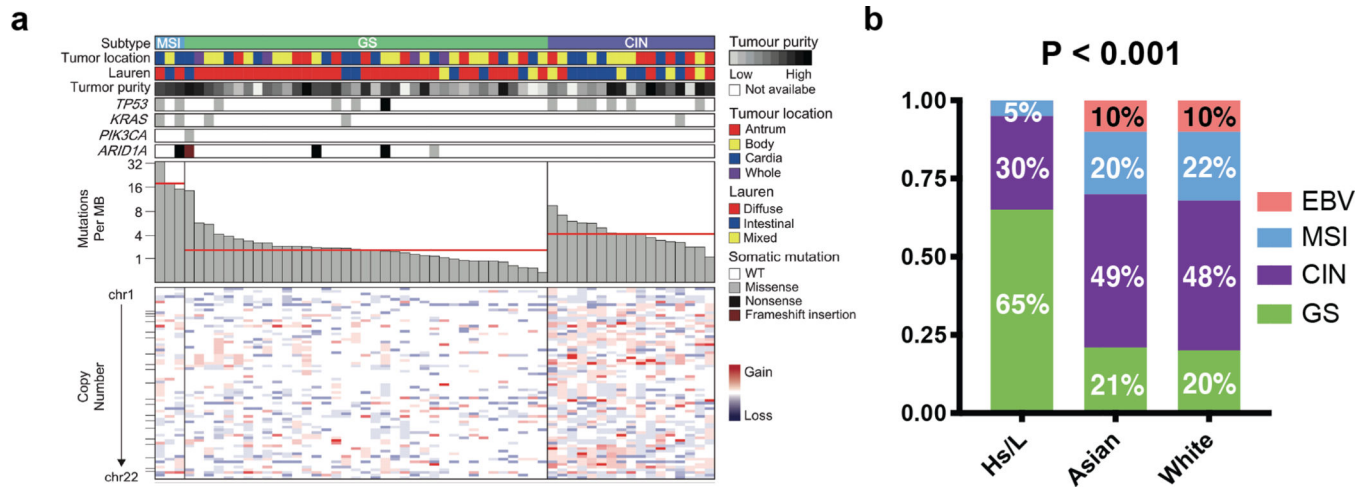 a
Subtype
MSI
GS
CIN
Tumor location
Lauren
Turmor purity
TP53
KRAS
PIK3CA
ARID1A
32
16
8
4
1
Mutations
Per MB
chr1
Copy
Number
chr22
Tumour purity
Low
High
Not availabe
Tumour location
Antrum
Body
Cardia
Whole
Lauren
Diffuse
Intestinal
Mixed
Somatic mutation
WT
Missense
Nonsense
Frameshift insertion
Gain
Loss
b
P < 0.001
1.00
0.75
0.50
0.25
0.00
5%
30%
65%
10%
20%
49%
21%
10%
22%
48%
20%
Hs/L
Asian
White
EBV
MSI
CIN
GS